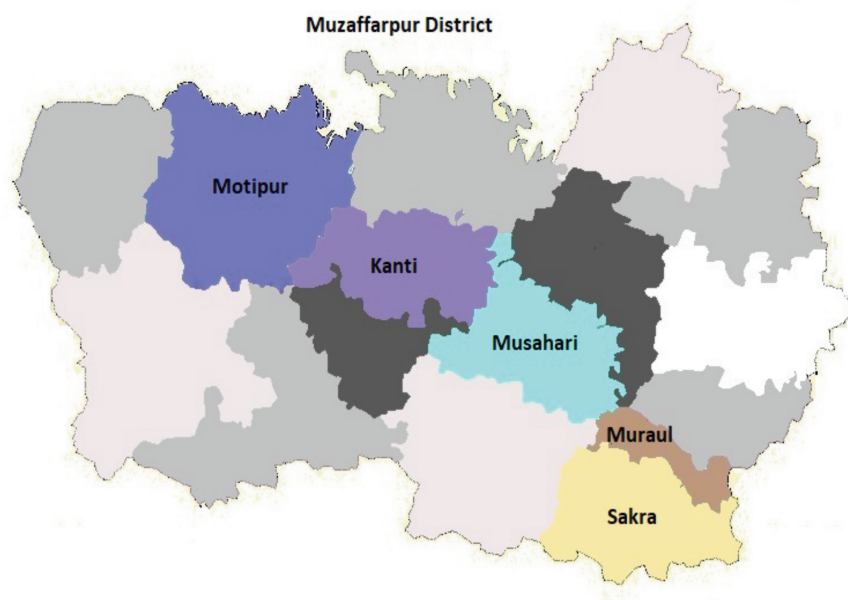 Muzaffarpur District
Motipur
Kanti
Musahari
Muraul
Sakra